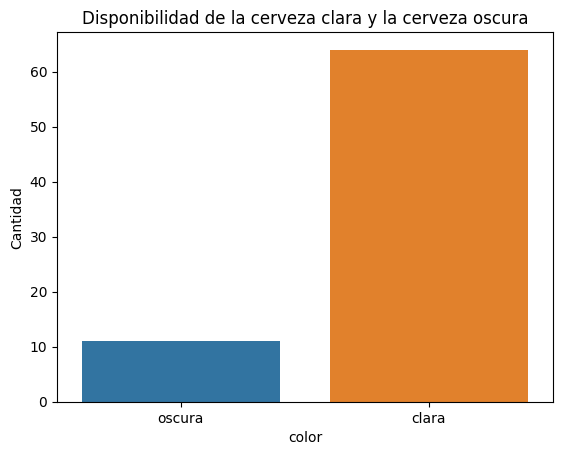 Disponibilidad de la cerveza clara y la cerveza oscura
60
50
40
30
20
10
0
Cantidad
oscura clara
color